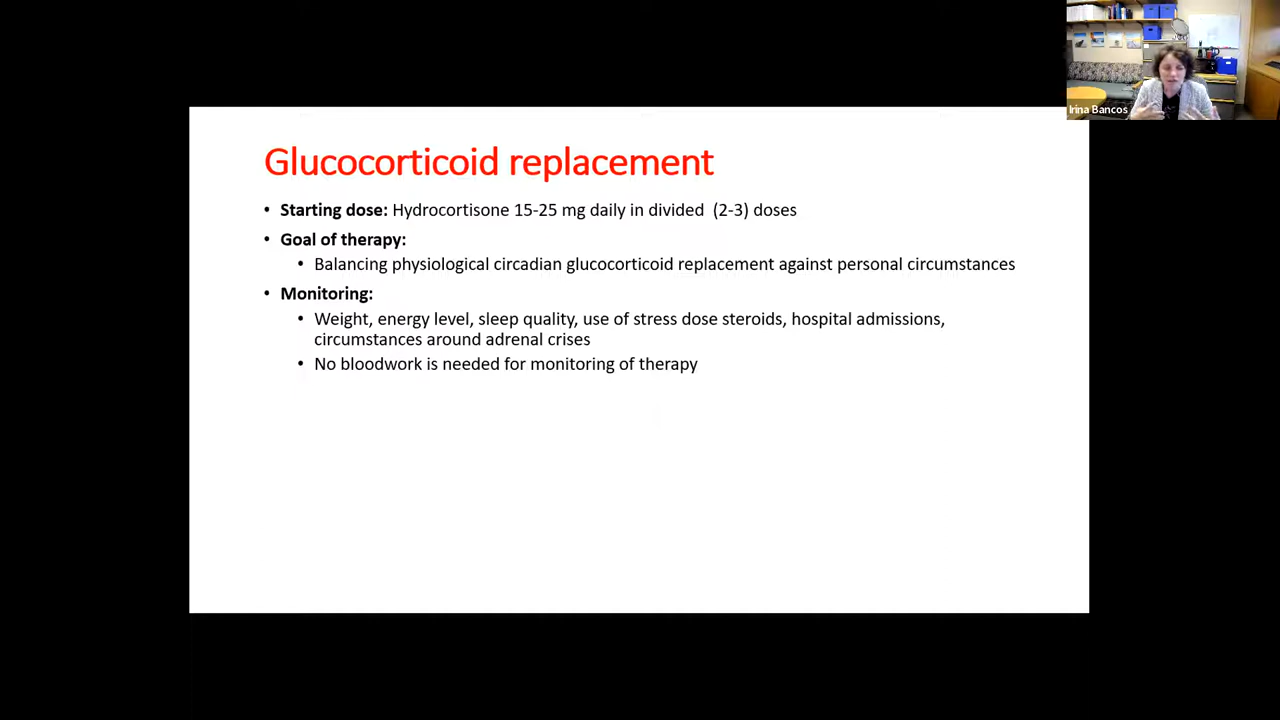 Irina Bancos
Glucocorticoid replacement
• Starting dose: Hydrocortisone 15-25 mg daily in divided (2-3) doses
• Goal of therapy:
• Balancing physiological circadian glucocorticoid replacement against personal circumstances
• Monitoring:
• Weight, energy level, sleep quality, use of stress dose steroids, hospital admissions,
circumstances around adrenal crises
• No bloodwork is needed for monitoring of therapy